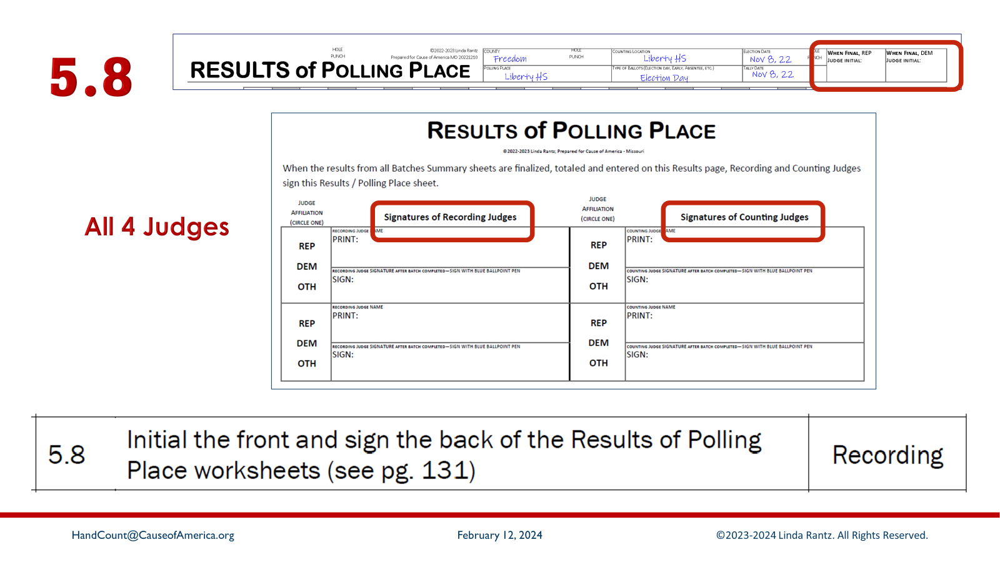 5.8
HOLE
PUNCH
©2022-2023 Linda Rantz
Prepared for Cause of America MO 20221210
RESULTS of POLLING PLACE
COUNTY
Freedom
POLLING PLACE
Liberty HS
HOLE
PUNCH
COUNTING LOCATION
Liberty HS
TYPE OF BALLOTS (ELECTION DAY, EARLY, ABSENTEE, ETC.)
Election Day
ELECTION DATE
Nov 8, 22
TALLY DATE
Nov 8, 22
WHEN FINAL, REP
JUDGE INITIAL:
WHEN FINAL, DEM
JUDGE INITIAL:
RESULTS of POLLING PLACE
©2022-2023 Linda Rantz; Prepared for Cause of America - Missouri
When the results from all Batches Summary sheets are finalized, totaled and entered on this Results page, Recording and Counting Judges
sign this Results / Polling Place sheet.
All 4 Judges
JUDGE
AFFILIATION
(CIRCLE ONE)
Signatures of Recording Judges
JUDGE
AFFILIATION
(CIRCLE ONE)
Signatures of Counting Judges
REP
DEM
OTH
RECORDING JUDGE NAME
PRINT:
RECORDING JUDGE SIGNATURE AFTER BATCH COMPLETED—SIGN WITH BLUE BALLPOINT PEN
SIGN:
REP
DEM
OTH
COUNTING JUDGE NAME
PRINT:
COUNTING JUDGE SIGNATURE AFTER BATCH COMPLETED—SIGN WITH BLUE BALLPOINT PEN
SIGN:
REP
DEM
OTH
RECORDING JUDGE NAME
PRINT:
RECORDING JUDGE SIGNATURE AFTER BATCH COMPLETED—SIGN WITH BLUE BALLPOINT PEN
SIGN:
REP
DEM
OTH
COUNTING JUDGE NAME
PRINT:
COUNTING JUDGE SIGNATURE AFTER BATCH COMPLETED—SIGN WITH BLUE BALLPOINT PEN
SIGN:
5.8
Initial the front and sign the back of the Results of Polling
Place worksheets (see pg. 131)
Recording
HandCount@CauseofAmerica.org
February 12, 2024
©2023-2024 Linda Rantz. All Rights Reserved.